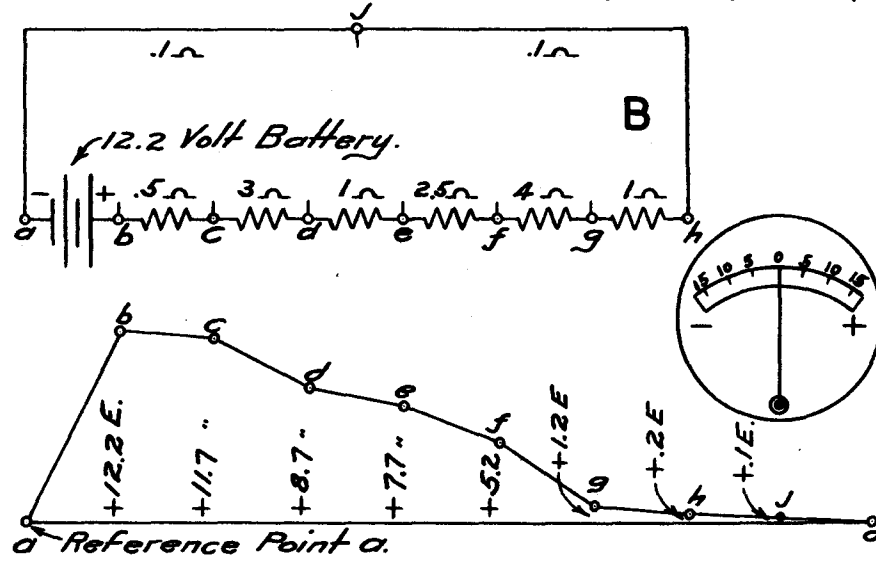 J
.1Ω .1Ω
B
12.2 Volt Battery.
- + .5Ω 3Ω 1Ω 2.5Ω 4Ω 1Ω
a b c d e f g h
15 10 5 0 5 10 15
- +
b c d e f g h J a
+12.2 E. +11.7 " +8.7 " +7.7 " +5.2 +1.2 E +.2 E +.1 E.
a Reference Point a.